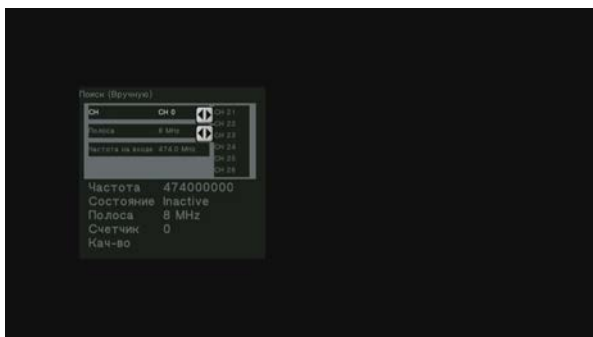 Поиск (Вручную)
CH CH 0
Полоса 8 MHz
Частота на входе 474.0 MHz
CH 21
CH 22
CH 23
CH 24
CH 25
CH 26
Частота 474000000
Состояние Inactive
Полоса 8 MHz
Счетчик 0
Кач-во